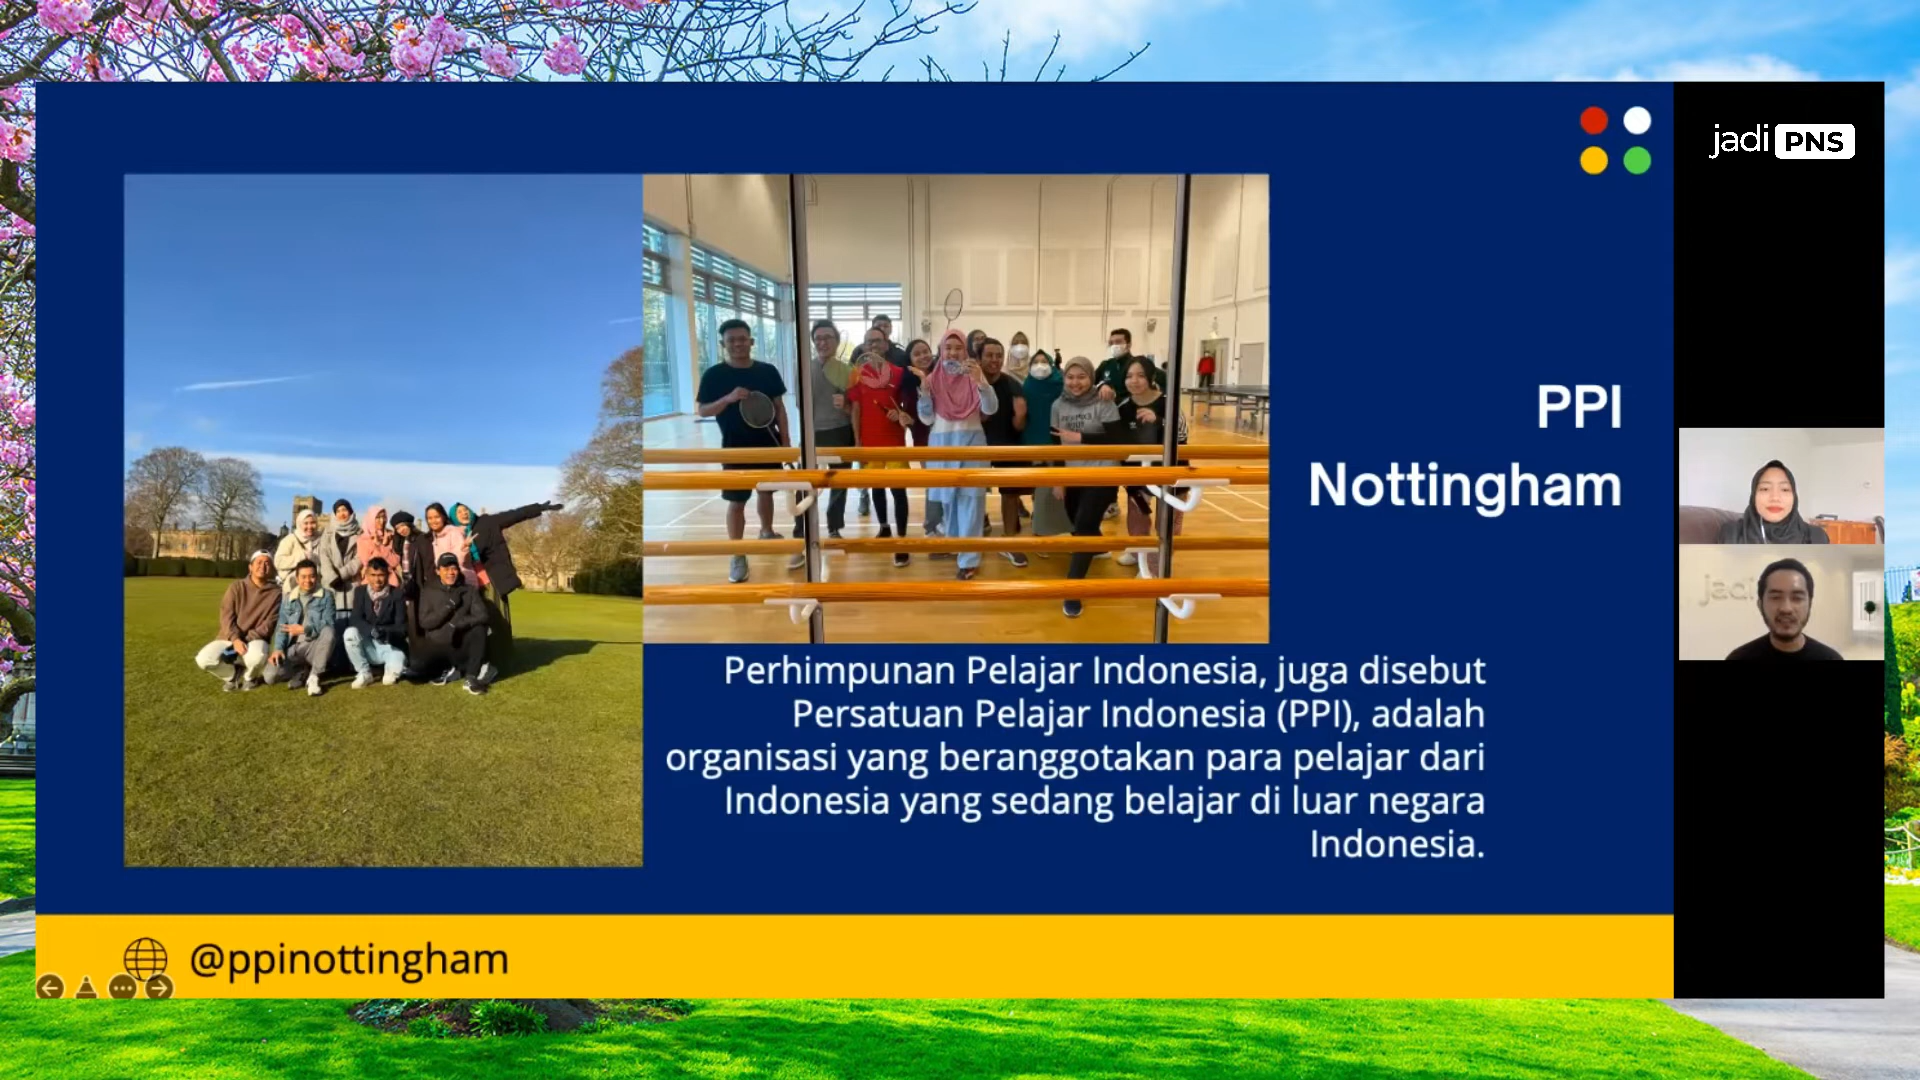 jadi PNS
PPI
Nottingham
Perhimpunan Pelajar Indonesia, juga disebut
Persatuan Pelajar Indonesia (PPI), adalah
organisasi yang beranggotakan para pelajar dari
Indonesia yang sedang belajar di luar negara
Indonesia.
@ppinottingham
jadi